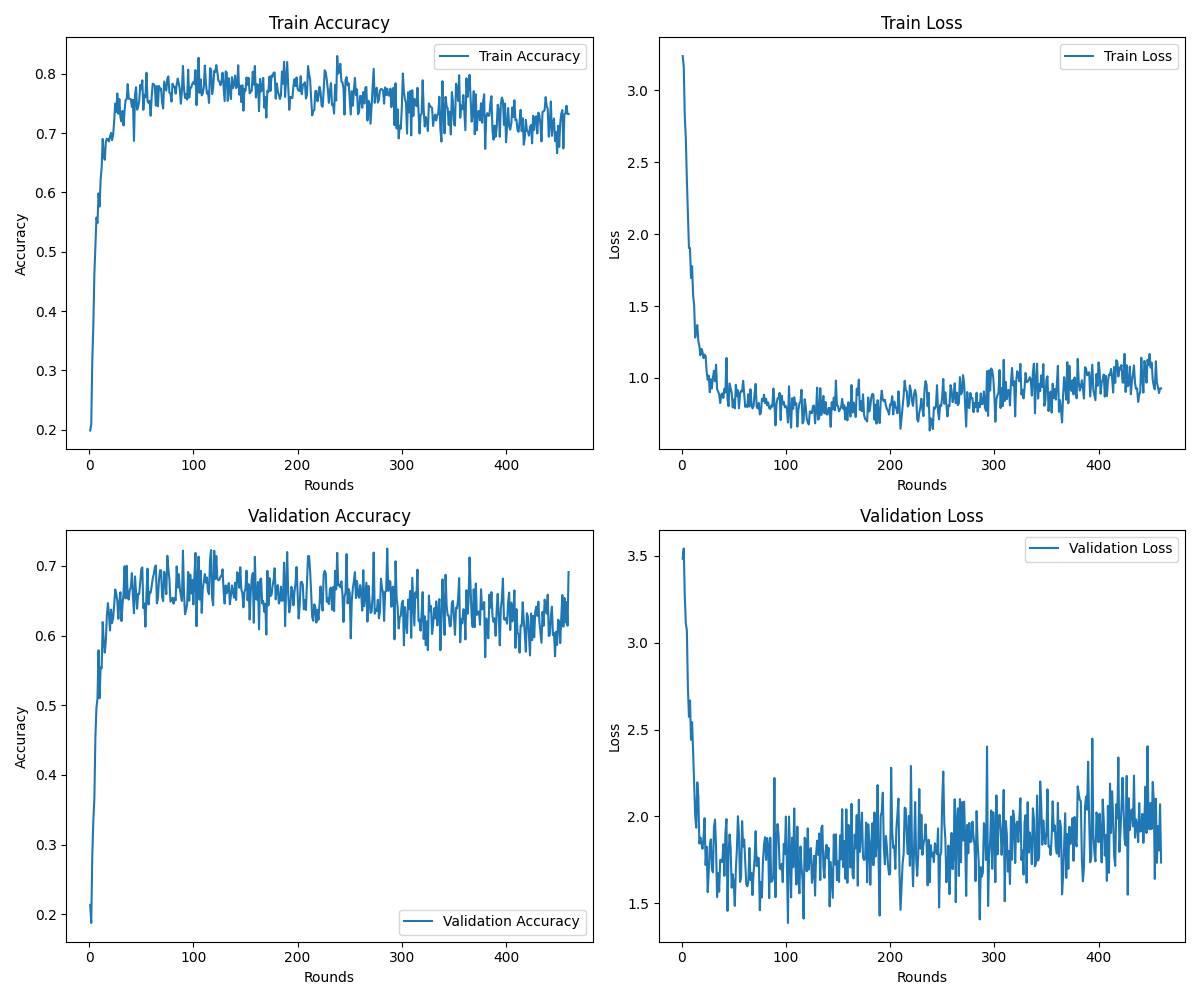 Train Accuracy
Train Accuracy
Accuracy
0.8
0.7
0.6
0.5
0.4
0.3
0.2
0 100 200 300 400
Rounds
Train Loss
Train Loss
Loss
3.0
2.5
2.0
1.5
1.0
0 100 200 300 400
Rounds
Validation Accuracy
Accuracy
0.7
0.6
0.5
0.4
0.3
0.2
Validation Accuracy
0 100 200 300 400
Rounds
Validation Loss
Validation Loss
Loss
3.5
3.0
2.5
2.0
1.5
0 100 200 300 400
Rounds